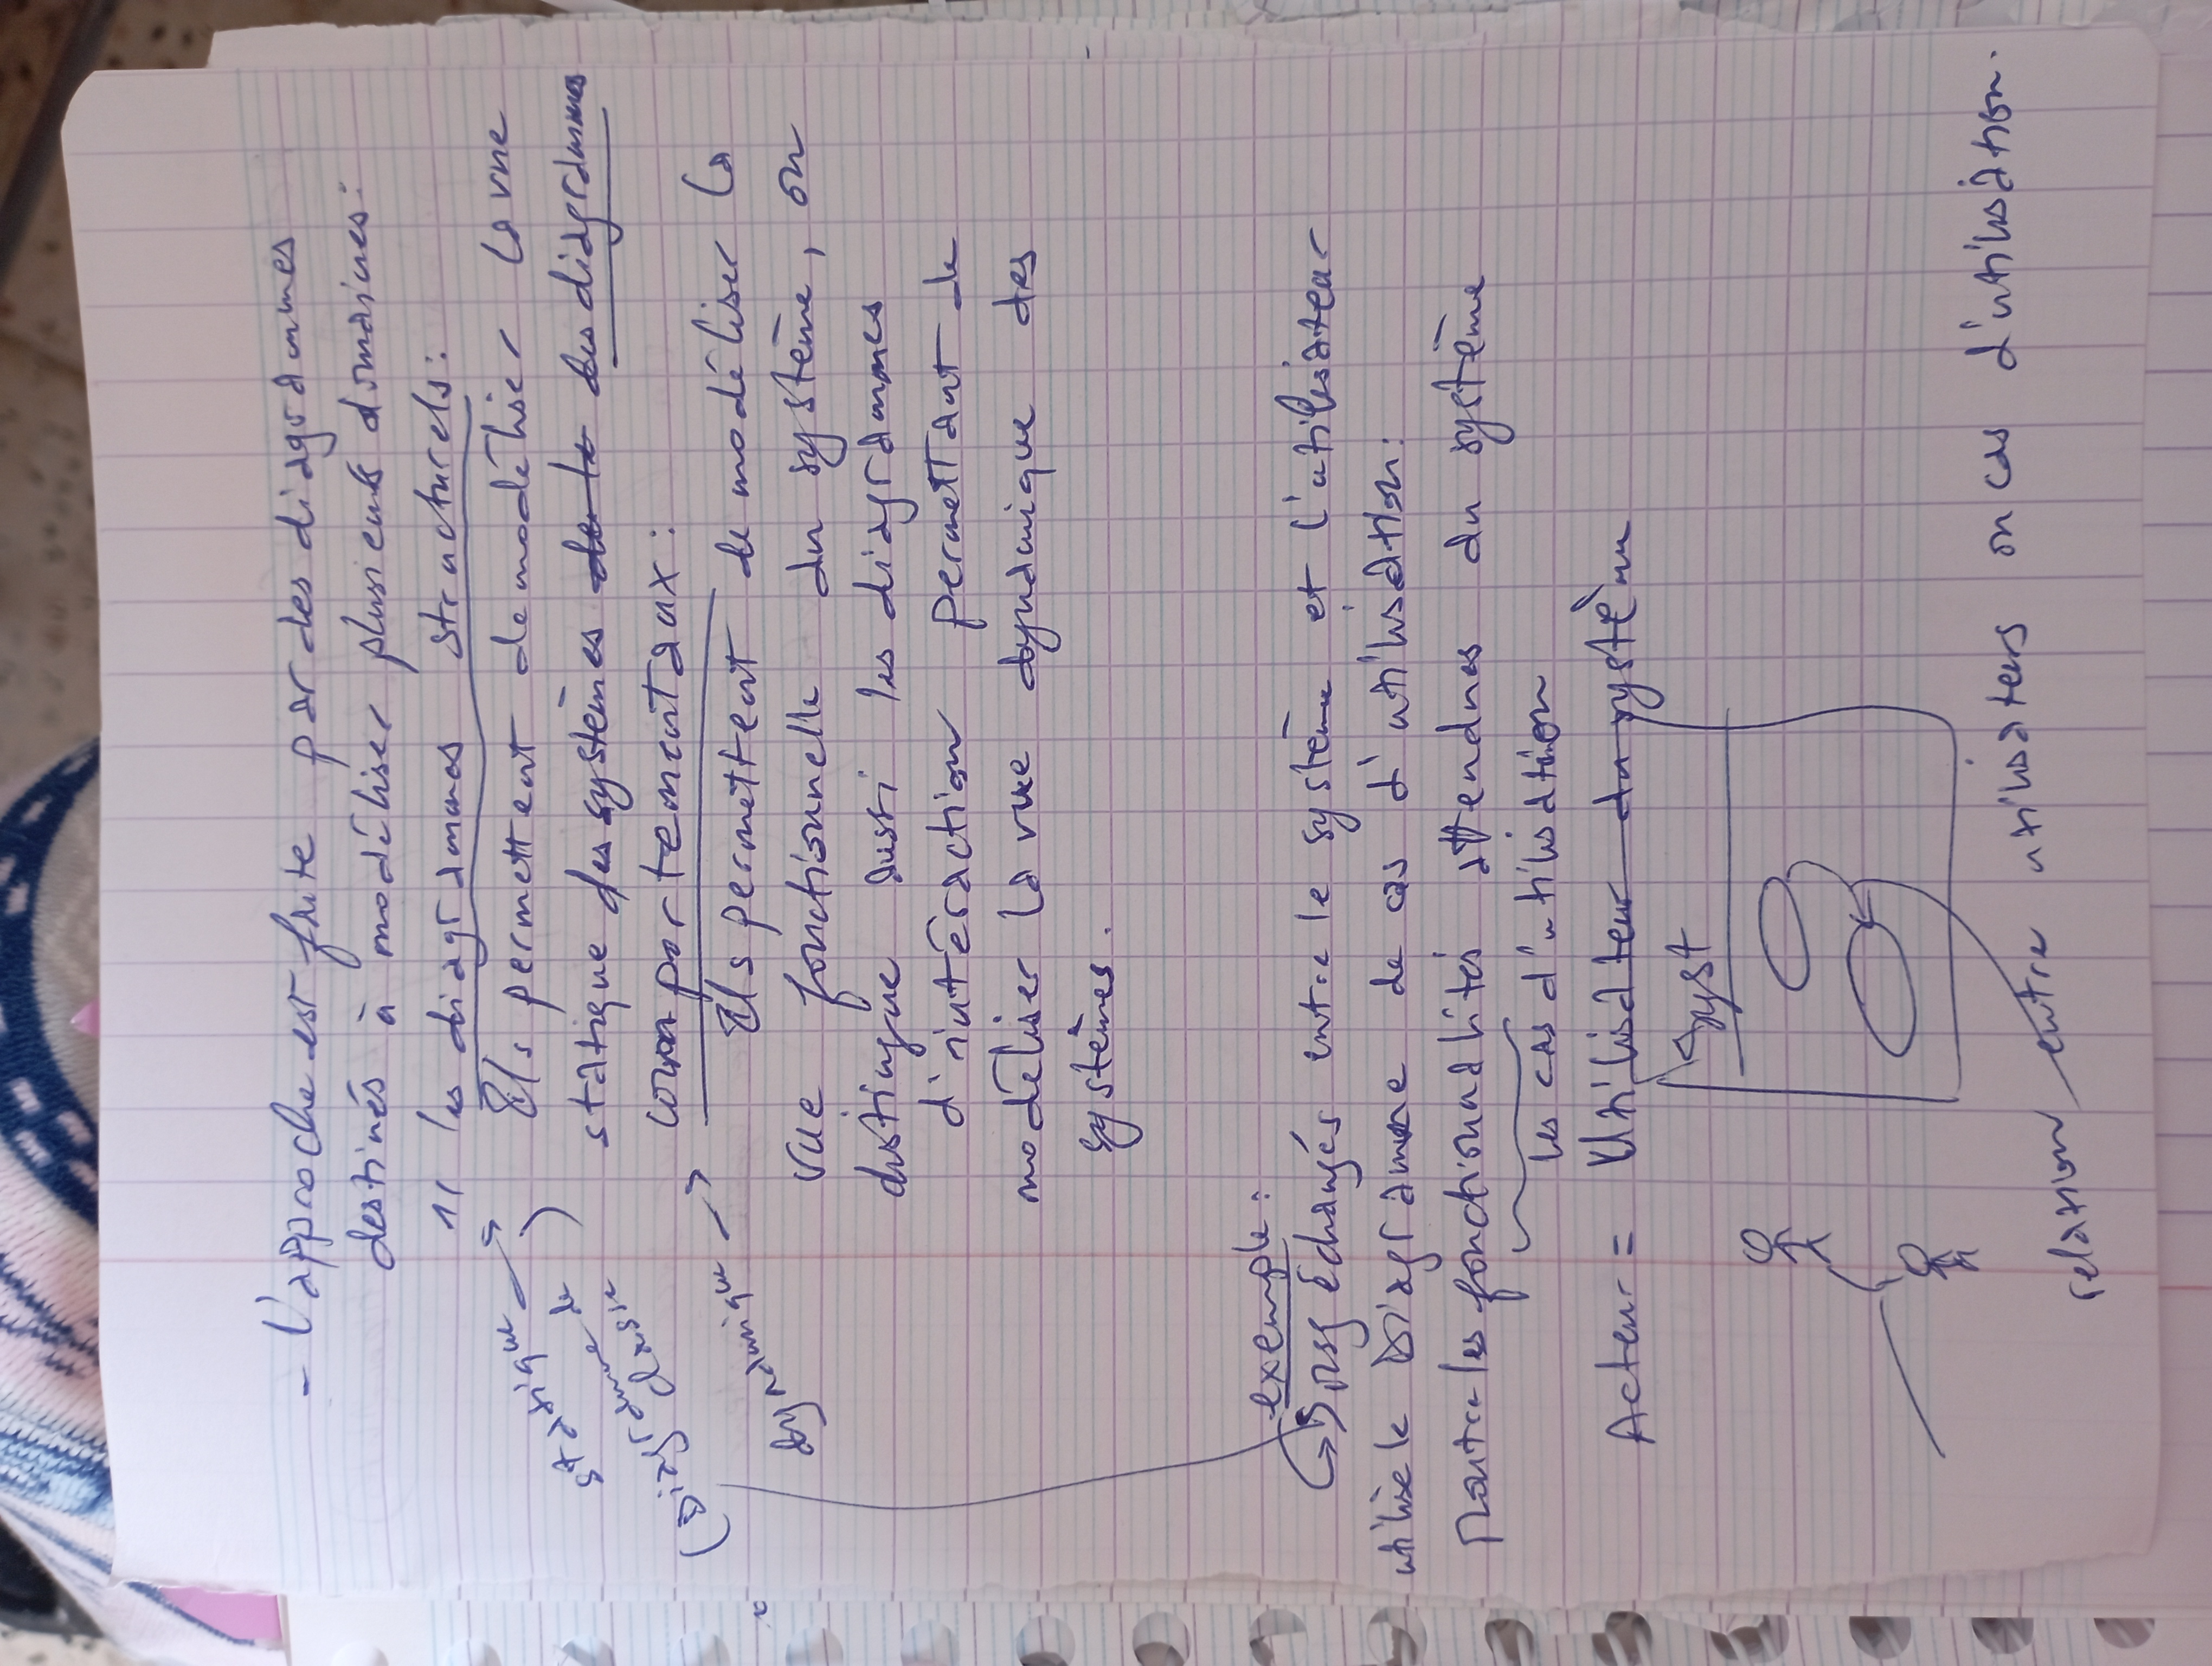 - l'approche est faite par des diagrammes
destinés à modéliser plusieurs domaines:
1/ les diagrammes structurels:
statique →
(Diagramme de classe)
Ils permettent de modéliser la vue
statique des systèmes de le les diagrammes
comportementaux:
dynamique →
Ils permettent de modéliser la
vue fonctionnelle du système, on
distingue aussi les diagrammes
d'intéraction permettant de
modéliser la vue dynamique des
systèmes.
exemple:
msg échangés entre le système et l'utilisateur
utilise le Diagramme de cas d'utilisation:
Montre les fonctionnalités attendues du système
les cas d'utilisation
Acteur = Utilisateur du système
Syst
relation entre utilisateurs ou cas d'utilisation.